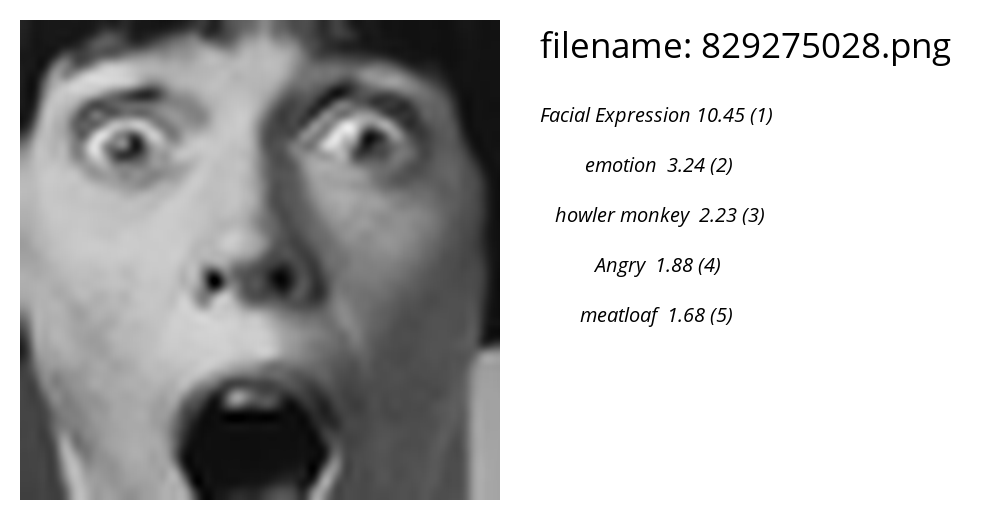 filename: 829275028.png
Facial Expression 10.45 (1)
emotion 3.24 (2)
howler monkey 2.23 (3)
Angry 1.88 (4)
meatloaf 1.68 (5)